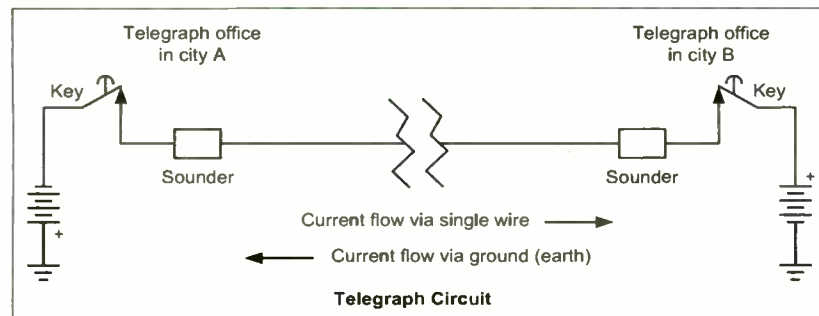 Telegraph office
in city A
Telegraph office
in city B
Key
Key
Sounder
Sounder
+
+
Current flow via single wire
Current flow via ground (earth)
Telegraph Circuit